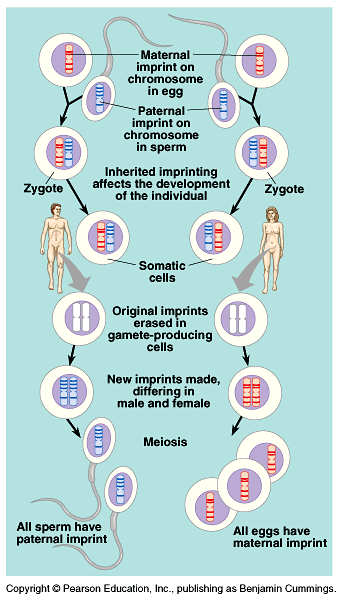 Maternal
imprint on
chromosome
in egg
Paternal
imprint on
chromosome
in sperm
Zygote
Inherited imprinting
affects the development
of the individual
Zygote
Somatic
cells
Original imprints
erased in
gamete-producing
cells
New imprints made,
differing in
male and female
Meiosis
All sperm have
paternal imprint
All eggs have
maternal imprint
Copyright © Pearson Education, Inc., publishing as Benjamin Cummings.